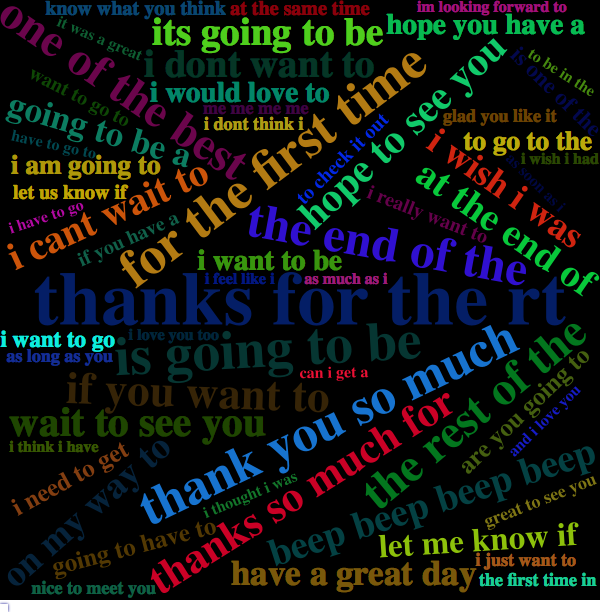 know what you think
at the same time
im looking forward to
one of the best
it was a great
its going to be
hope you have a
i dont want to
is one of the
to be in the
want to go to
i would love to
me me me me
going to be a
i dont think i
for the first time
to check it out
hope to see you
glad you like it
to go to the
have to go to
i am going to
i wish i was
as soon as i
i wish i had
let us know if
i cant wait to
i really want to
at the end of
i have to go
if you have a
the end of the
i want to be
i feel like i
as much as i
thanks for the rt
i want to go
i love you too
as long as you
is going to be
can i get a
if you want to
thank you so much
the rest of the
are you going to
wait to see you
and i love you
i think i have
i need to get
on my way to
thanks so much for
i thought i was
beep beep beep beep
great to see you
going to have to
let me know if
have a great day
i just want to
nice to meet you
the first time in